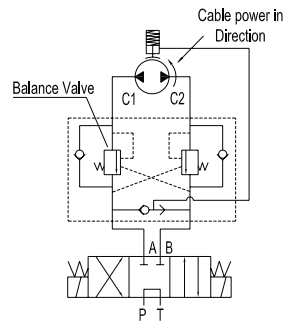 Cable power in
Direction
C1 C2
Balance Valve
A B
P T